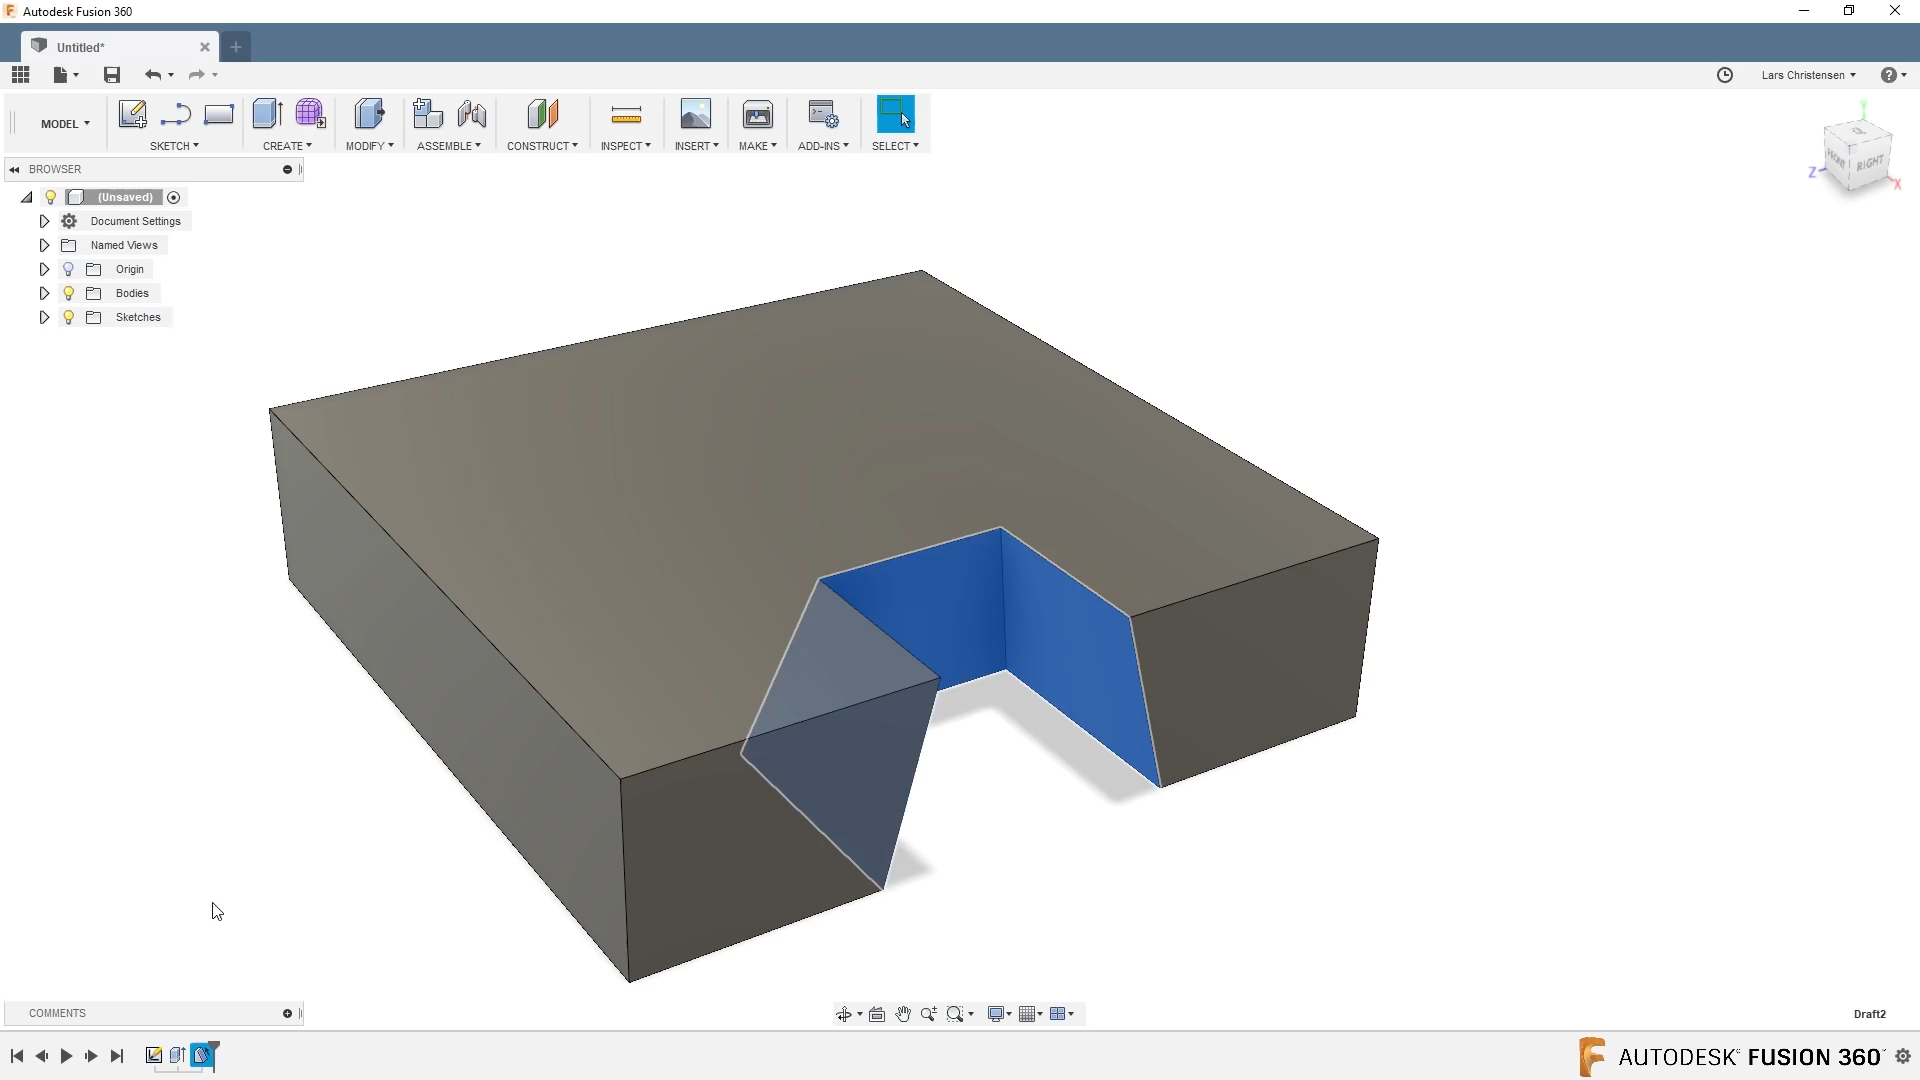 Autodesk Fusion 360
Untitled*
Lars Christensen
MODEL
SKETCH
CREATE
MODIFY
ASSEMBLE
CONSTRUCT
INSPECT
INSERT
MAKE
ADD-INS
SELECT
BROWSER
(Unsaved)
Document Settings
Named Views
Origin
Bodies
Sketches
Y
FRONT
RIGHT
Z
X
COMMENTS
Draft2
AUTODESK FUSION 360